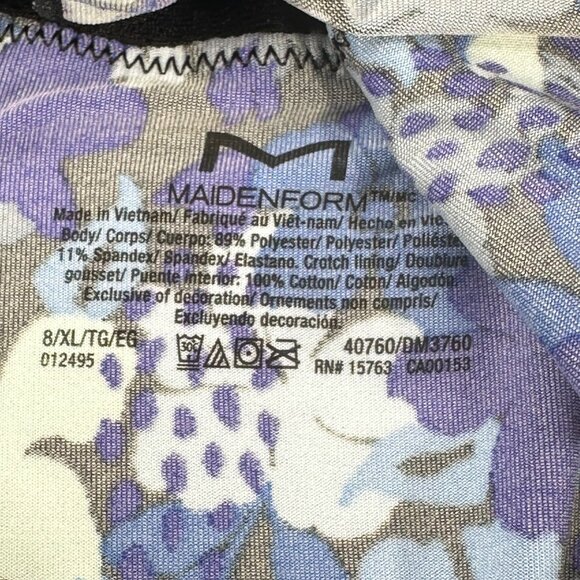 M
MAIDENFORM™/MC
Made in Vietnam/ Fabriqué au Viêt-nam/ Hecho en
Body/ Corps/ Cuerpo: 89% Polyester/ Polyester/
11% Spandex/ Spandex/ Elastano. Crotch lining/ Doublure
gousset/ Puente interior: 100% Cotton/ Coton/ Algodón.
Exclusive of decoration/ Ornements non compris/
Excluyendo decoración.
8/XL/TG/EG 30° 40760/DM3760
012495 RN# 15763 CA00153